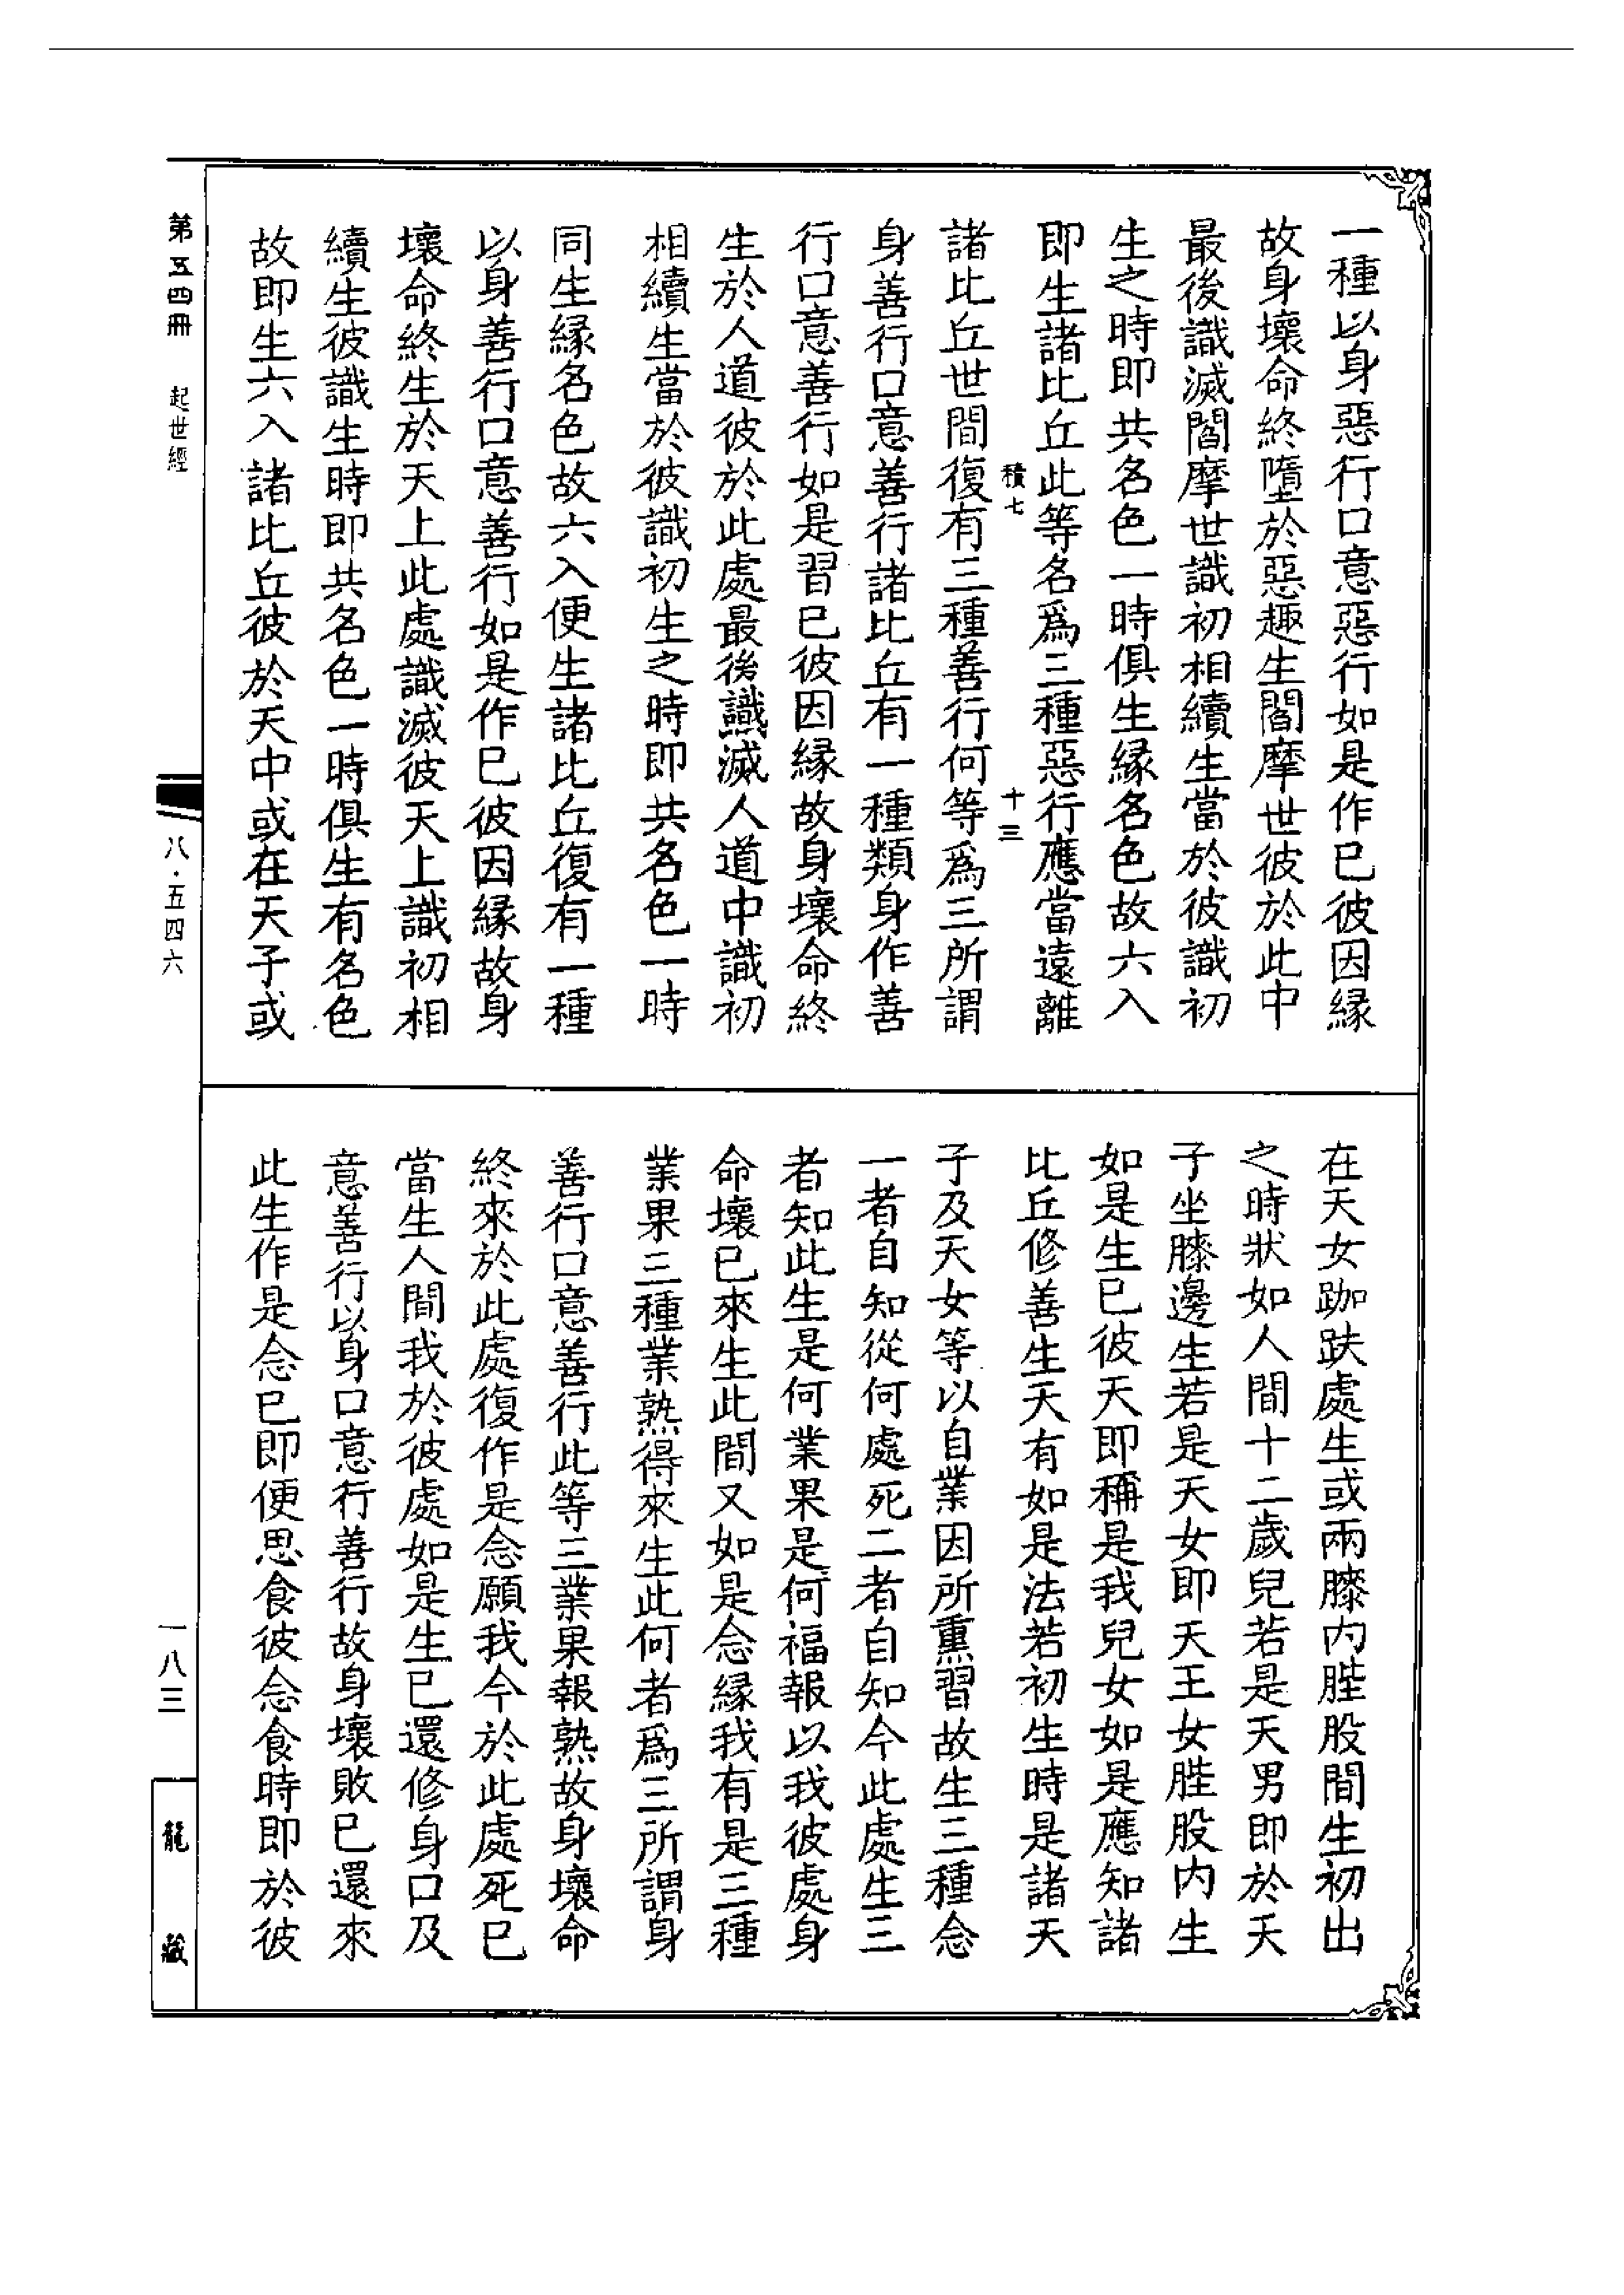 一種以身惡行口意惡行如是作已彼因縁
故身壞命終墮於惡趣生閻摩世彼於此中
最後識滅閻摩世識初相續生當於彼識初
生之時即共名色一時俱生縁名色故六入
即生諸比丘此等名爲三種惡行應當遠離
積七 十三
諸比丘世間復有三種善行何等爲三所謂
身善行口意善行諸比丘有一種類身作善
行口意善行如是習已彼因縁故身壞命終
生於人道彼於此處最後識滅人道中識初
相續生當於彼識初生之時即共名色一時
同生縁名色故六入便生諸比丘復有一種
以身善行口意善行如是作已彼因縁故身
壞命終生於天上此處識滅彼天上識初相
續生彼識生時即共名色一時俱生有名色
故即生六入諸比丘彼於天中或在天子或
在天女跏趺處生或兩膝内胜股間生初出
之時狀如人間十二歲兒若是天男即於天
子坐膝邊生若是天女即天王女胜股内生
如是生已彼天即稱是我兒女如是應知諸
比丘修善生天有如是法若初生時是諸天
子及天女等以自業因所熏習故生三種念
一者自知從何處死二者自知今此處生三
者知此生是何業果是何福報以我彼處身
命壞已來生此間又如是念縁我有是三種
業果三種業熟得來生此何者爲三所謂身
善行口意善行此等三業果報熟故身壞命
終來於此處復作是念願我今於此處死已
當生人間我於彼處如是生已還修身口及
意善行以身口意行善行故身壞敗已還來
此生作是念已即便思食彼念食時即於彼
第五四冊 起世經
八·五四六
一八三
龍藏